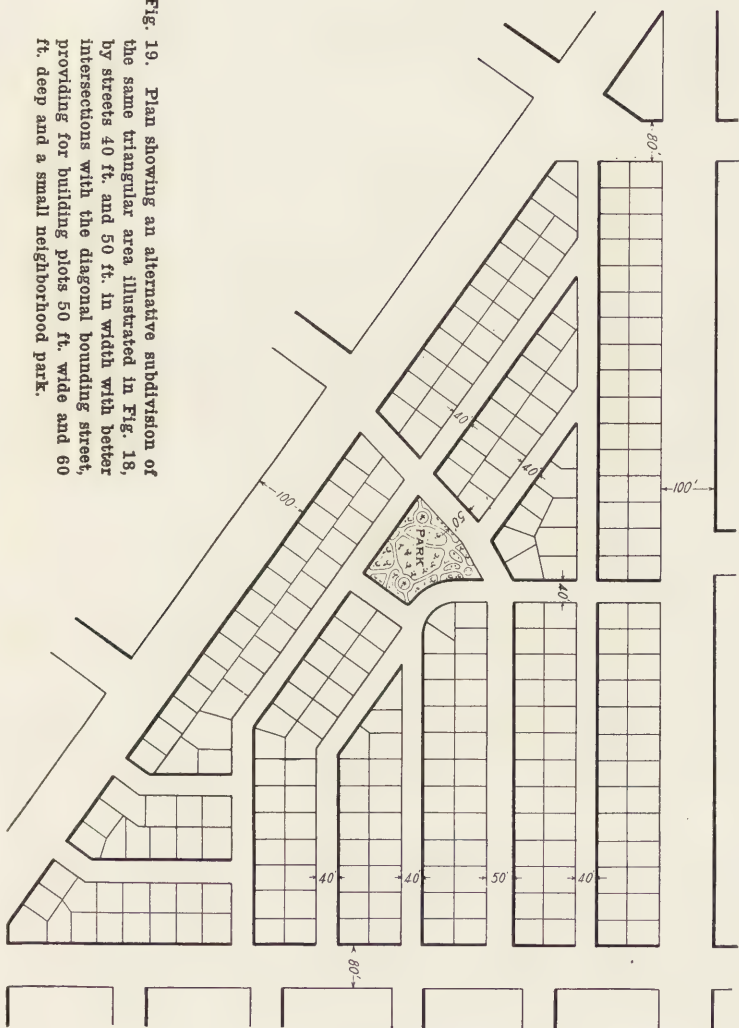 Fig. 19. Plan showing an alternative subdivision of
the same triangular area illustrated in Fig. 18,
by streets 40 ft. and 50 ft. in width with better
intersections with the diagonal bounding street,
providing for building plots 50 ft. wide and 60
ft. deep and a small neighborhood park.
80'
100'
40'
40'
50'
PARK
40'
100
40'
40'
50'
40'
80'